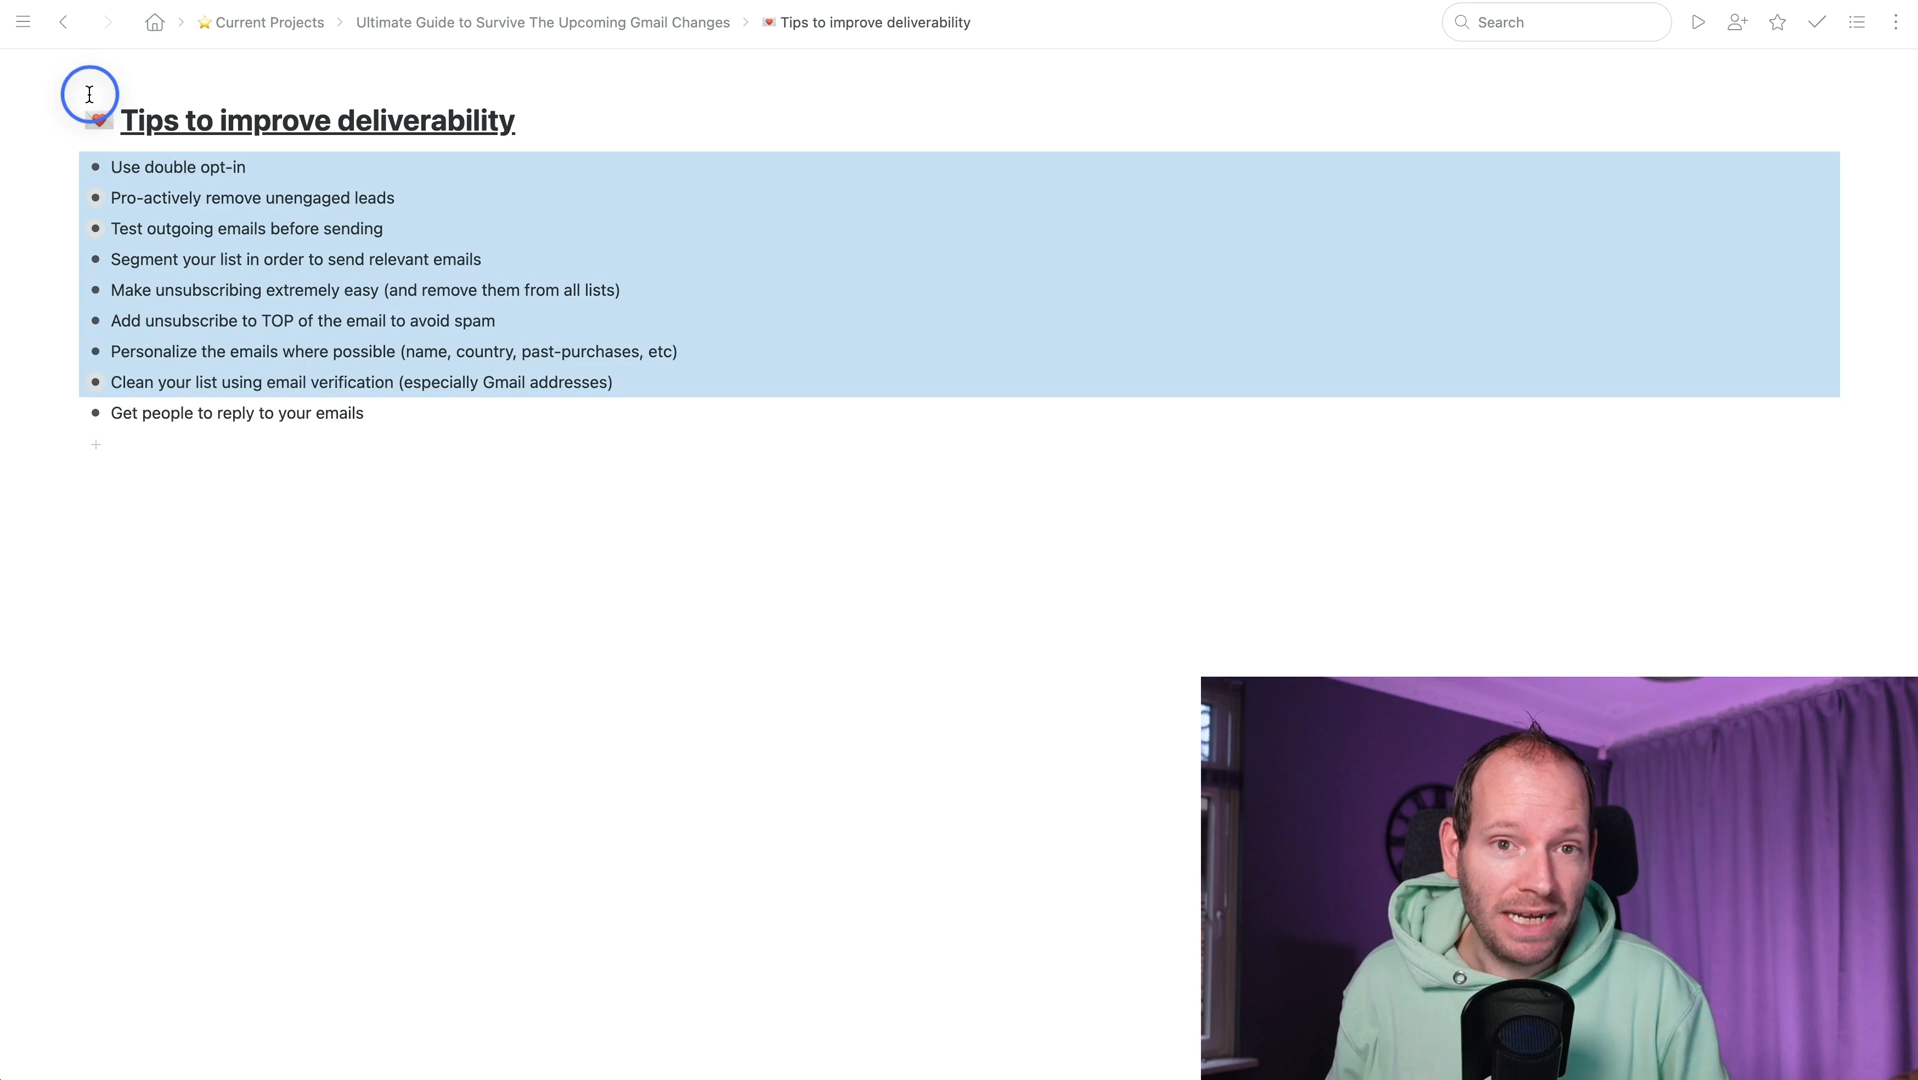 Current Projects Ultimate Guide to Survive The Upcoming Gmail Changes Tips to improve deliverability Search
Tips to improve deliverability
Use double opt-in
Pro-actively remove unengaged leads
Test outgoing emails before sending
Segment your list in order to send relevant emails
Make unsubscribing extremely easy (and remove them from all lists)
Add unsubscribe to TOP of the email to avoid spam
Personalize the emails where possible (name, country, past-purchases, etc)
Clean your list using email verification (especially Gmail addresses)
Get people to reply to your emails